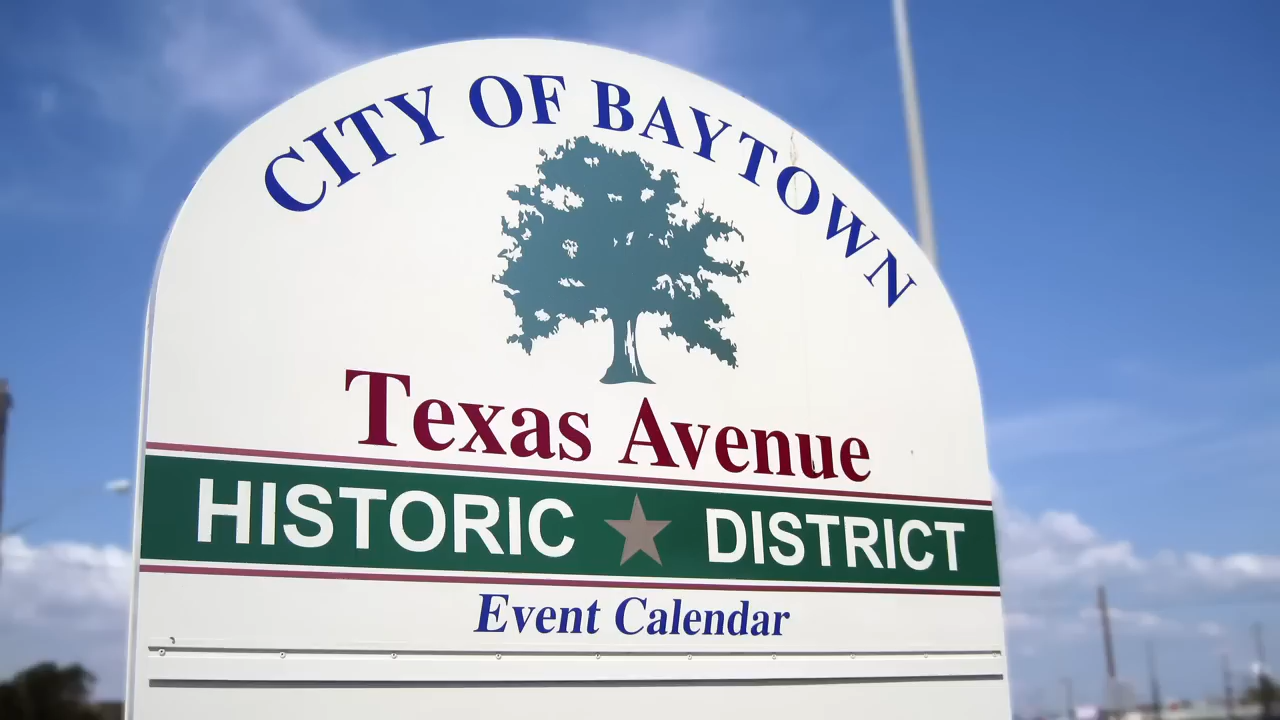 CITY OF BAYTOWN
Texas Avenue
HISTORIC DISTRICT
Event Calendar